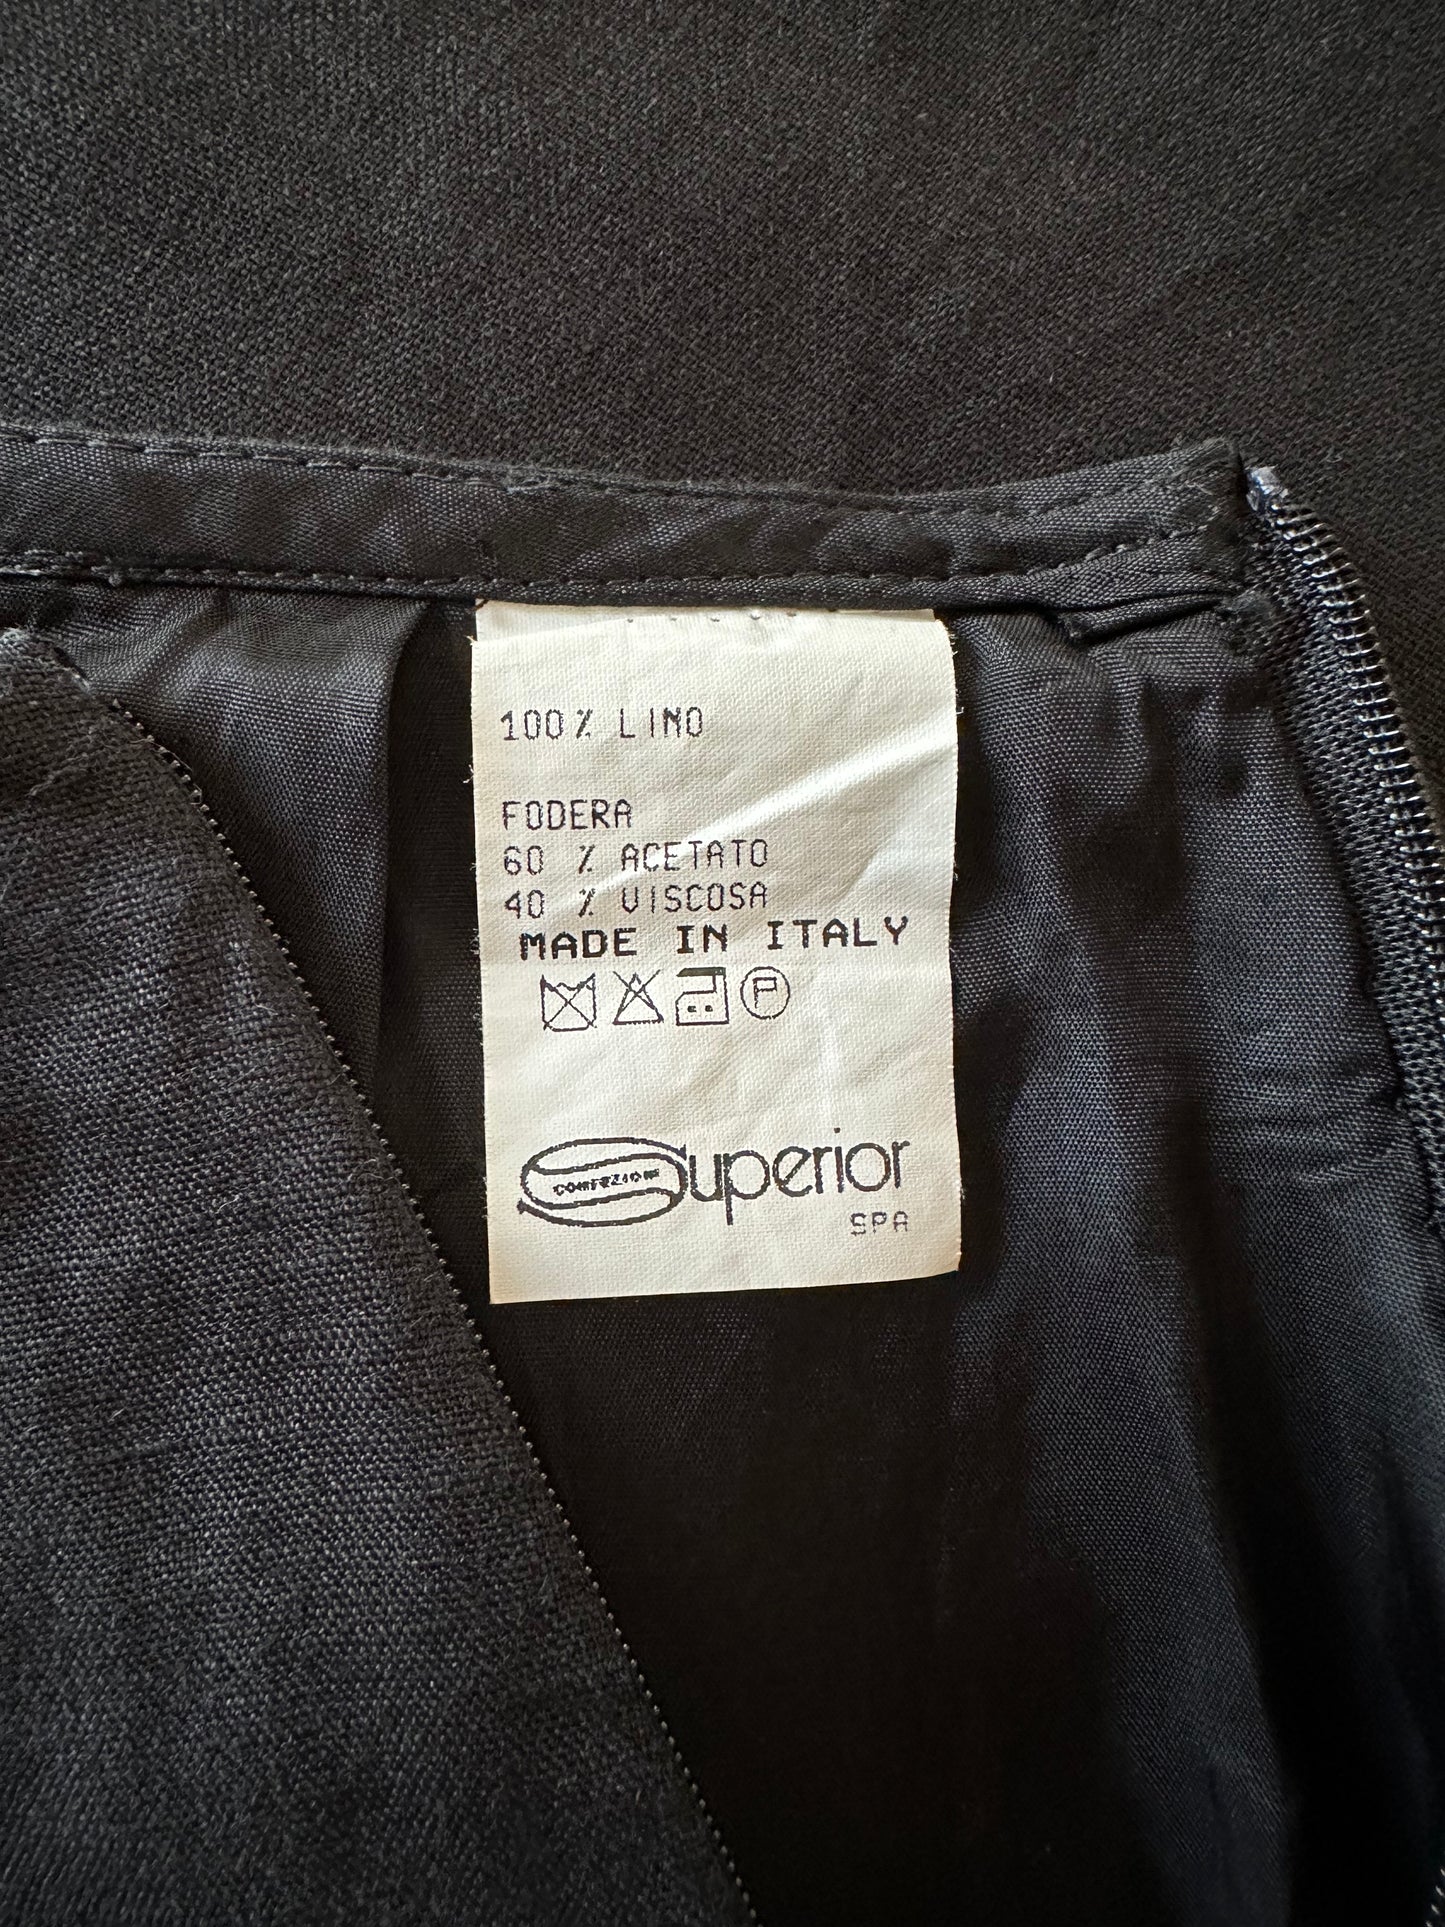 100% LINO
FODERA
60 % ACETATO
40 % VISCOSA
MADE IN ITALY
P
CONFEZIONI
Superior
SPA